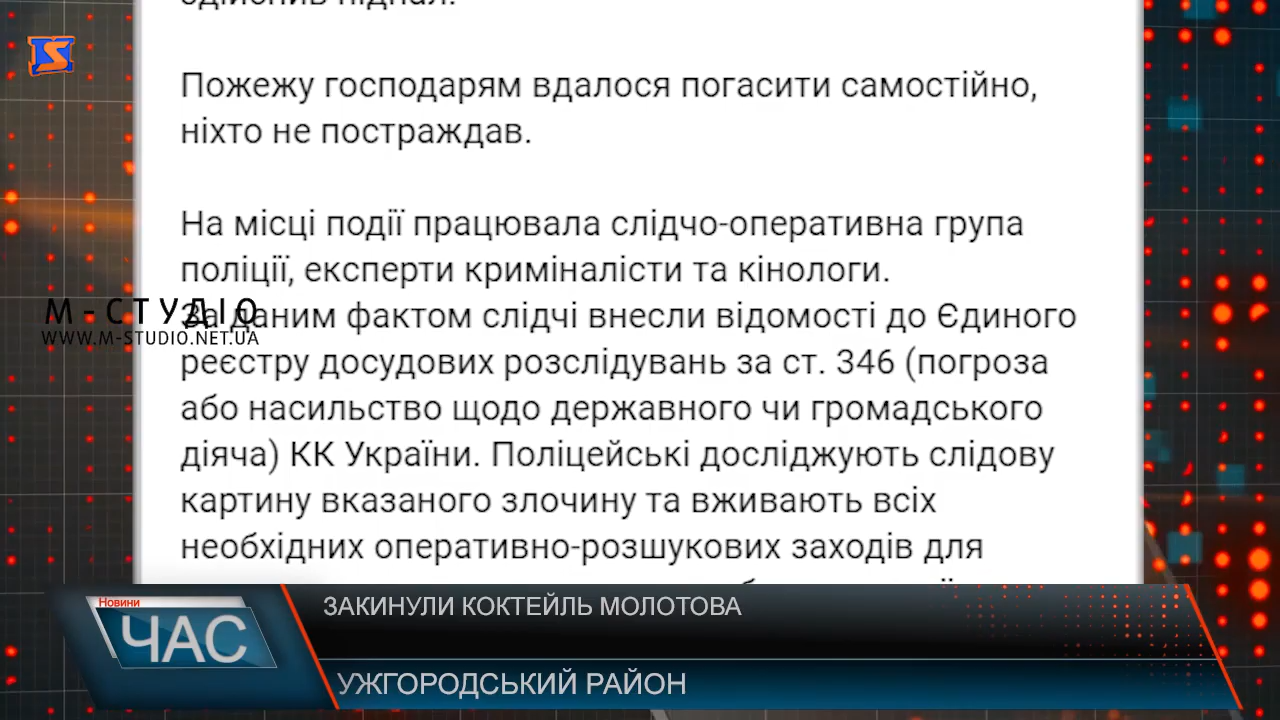 здійснив підпал.
Пожежу господарям вдалося погасити самостійно,
ніхто не постраждав.
На місці події працювала слідчо-оперативна група
поліції, експерти криміналісти та кінологи.
За даним фактом слідчі внесли відомості до Єдиного
реєстру досудових розслідувань за ст. 346 (погроза
або насильство щодо державного чи громадського
діяча) КК України. Поліцейські досліджують слідову
картину вказаного злочину та вживають всіх
необхідних оперативно-розшукових заходів для
М-СТУДІО
WWW.M-STUDIO.NET.UA
Новини
ЧАС
ЗАКИНУЛИ КОКТЕЙЛЬ МОЛОТОВА
УЖГОРОДСЬКИЙ РАЙОН